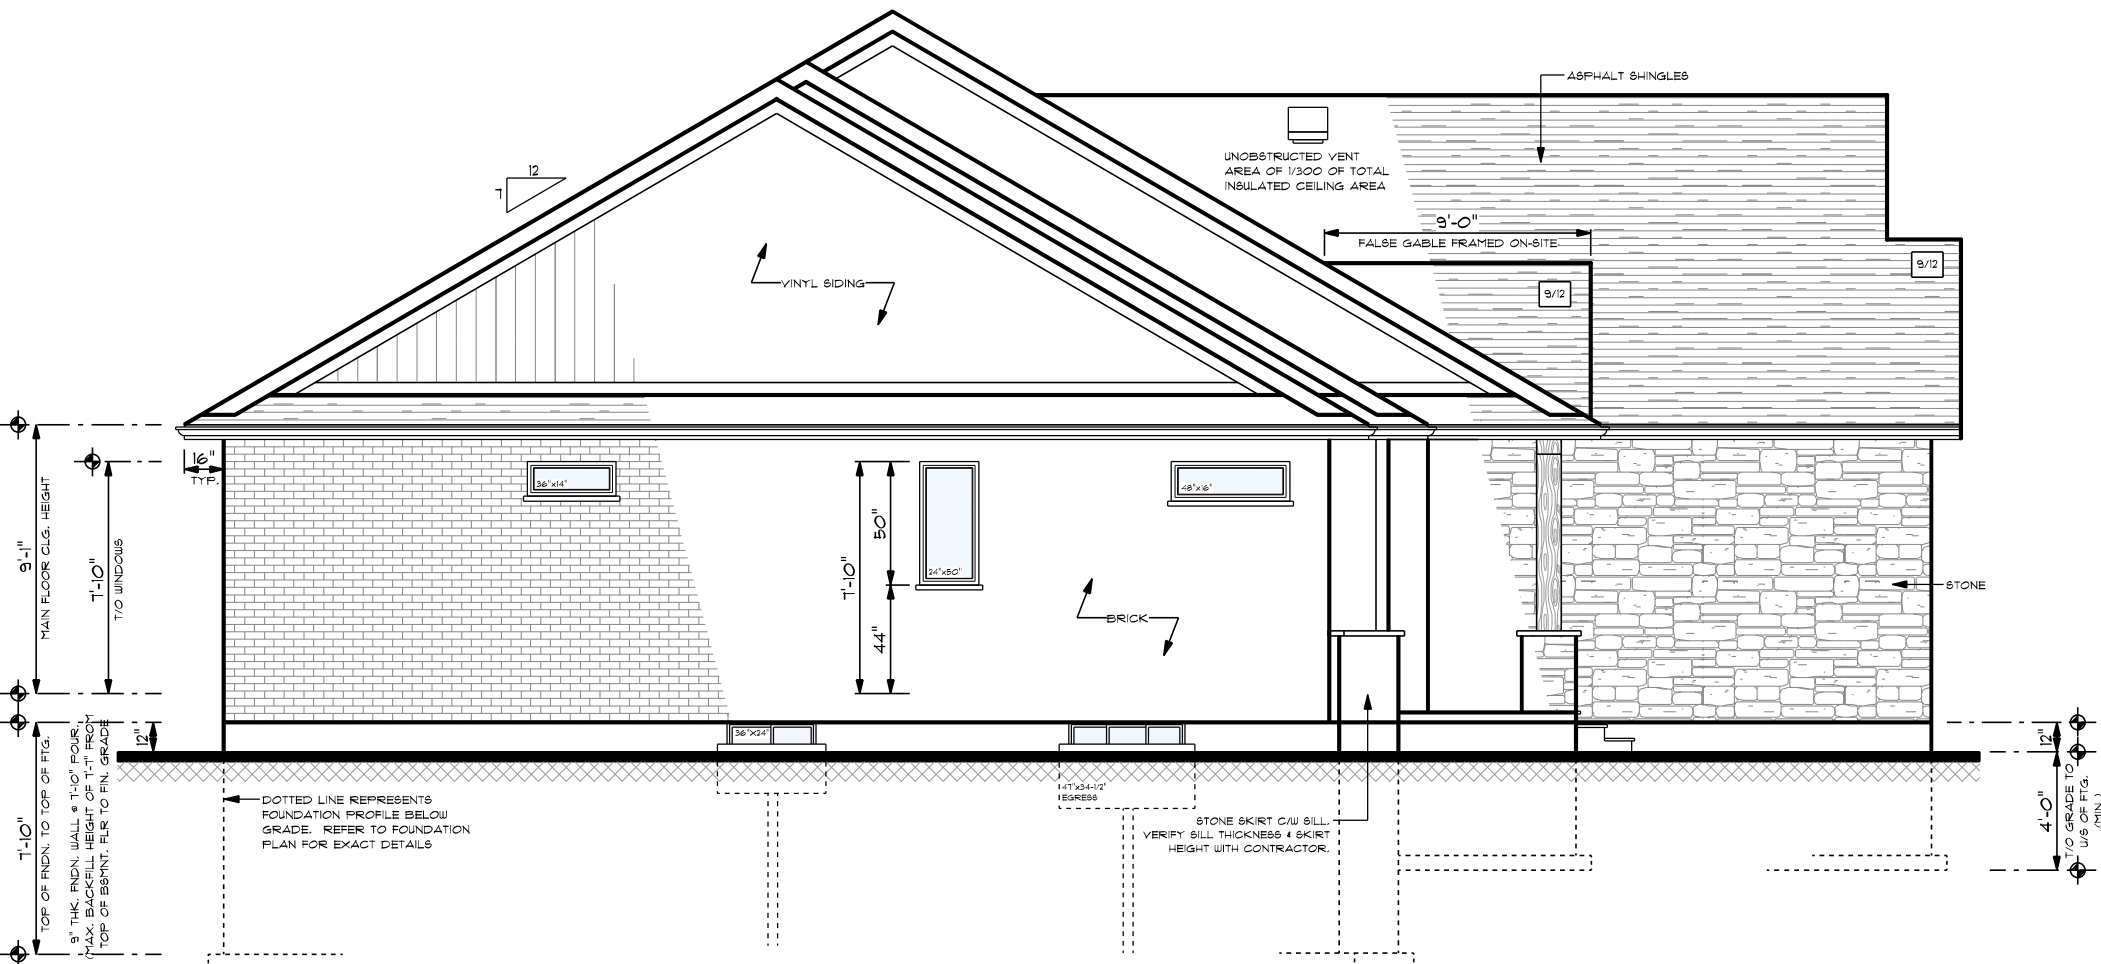 ASPHALT SHINGLES
UNOBSTRUCTED VENT
AREA OF 1/300 OF TOTAL
INSULATED CEILING AREA
12
7
9'-0"
FALSE GABLE FRAMED ON-SITE
9/12
9/12
VINYL SIDING
16"
TYP.
9'-1"
MAIN FLOOR CLG. HEIGHT
7'-10"
T/O WINDOWS
36"x14"
24"x50"
48"x16"
50"
7'-10"
44"
BRICK
STONE
12"
7'-10"
TOP OF FNDN. TO TOP OF FTG.
9" THK. FNDN. WALL @ 7'-10" POUR.
(MAX. BACKFILL HEIGHT OF 7'-7" FROM
TOP OF BSMNT. FLR TO FIN. GRADE
36"X24"
47"x34-1/2"
EGRESS
DOTTED LINE REPRESENTS
FOUNDATION PROFILE BELOW
GRADE. REFER TO FOUNDATION
PLAN FOR EXACT DETAILS
STONE SKIRT C/W SILL.
VERIFY SILL THICKNESS & SKIRT
HEIGHT WITH CONTRACTOR.
12"
4'-0"
T/O GRADE TO
U/S OF FTG.
(MIN.)